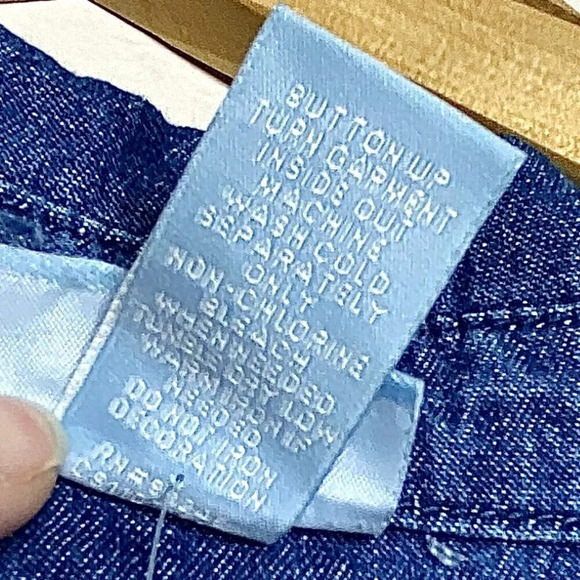 BUTTON UP
TURN GARMENT
INSIDE OUT
MACHINE
WASH COLD
SEPARATELY
ONLY
NON-CHLORINE
BLEACH
WHEN NEEDED
TUMBLE DRY LOW
WARM IRON IF
NEEDED
DO NOT IRON
DECORATION